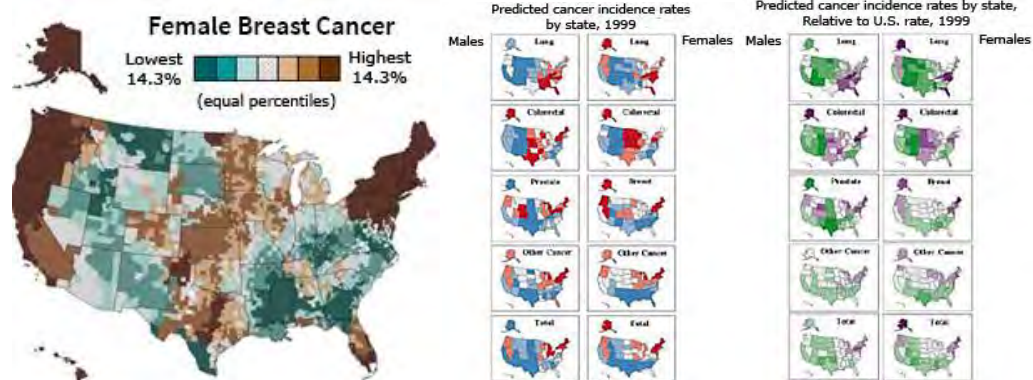 Female Breast Cancer
Lowest
14.3%
Highest
14.3%
(equal percentiles)
Predicted cancer incidence rates
by state, 1999
Males
Females
Lung
Lung
Colorectal
Colorectal
Prostate
Breast
Other Cancer
Other Cancer
Total
Total
Predicted cancer incidence rates by state,
Relative to U.S. rate, 1999
Males
Females
Lung
Lung
Colorectal
Colorectal
Prostate
Breast
Other Cancer
Other Cancer
Total
Total